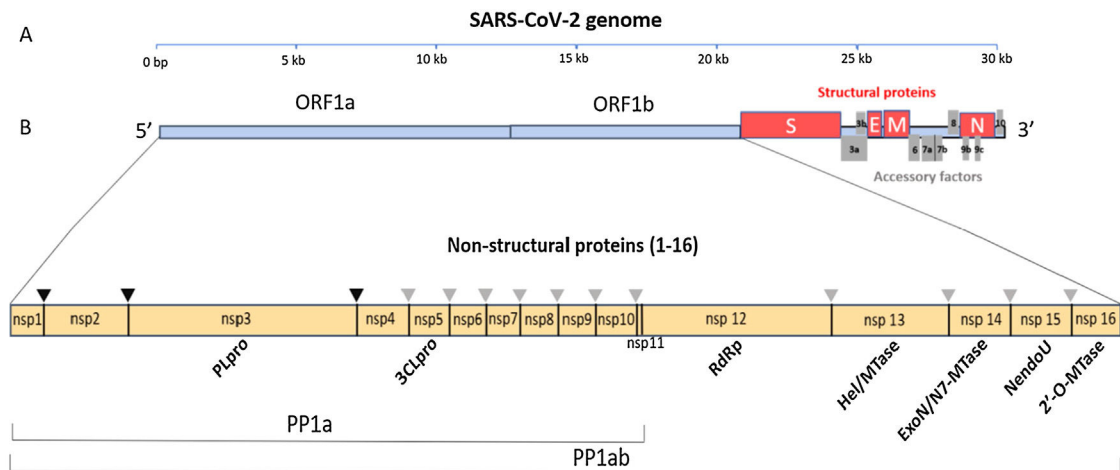 SARS-CoV-2 genome
A
0 bp 5 kb 10 kb 15 kb 20 kb 25 kb 30 kb
Structural proteins
ORF1a ORF1b
B 5’ S 3b E M 8 N 10 3’
3a 6 7a 7b 9b 9c
Accessory factors
Non-structural proteins (1-16)
nsp1 nsp2 nsp3 nsp4 nsp5 nsp6 nsp7 nsp8 nsp9 nsp10 nsp 12 nsp 13 nsp 14 nsp 15 nsp 16
nsp11
PLpro 3CLpro RdRp Hel/MTase ExoN/N7-MTase NendoU 2’-O-MTase
PP1a
PP1ab